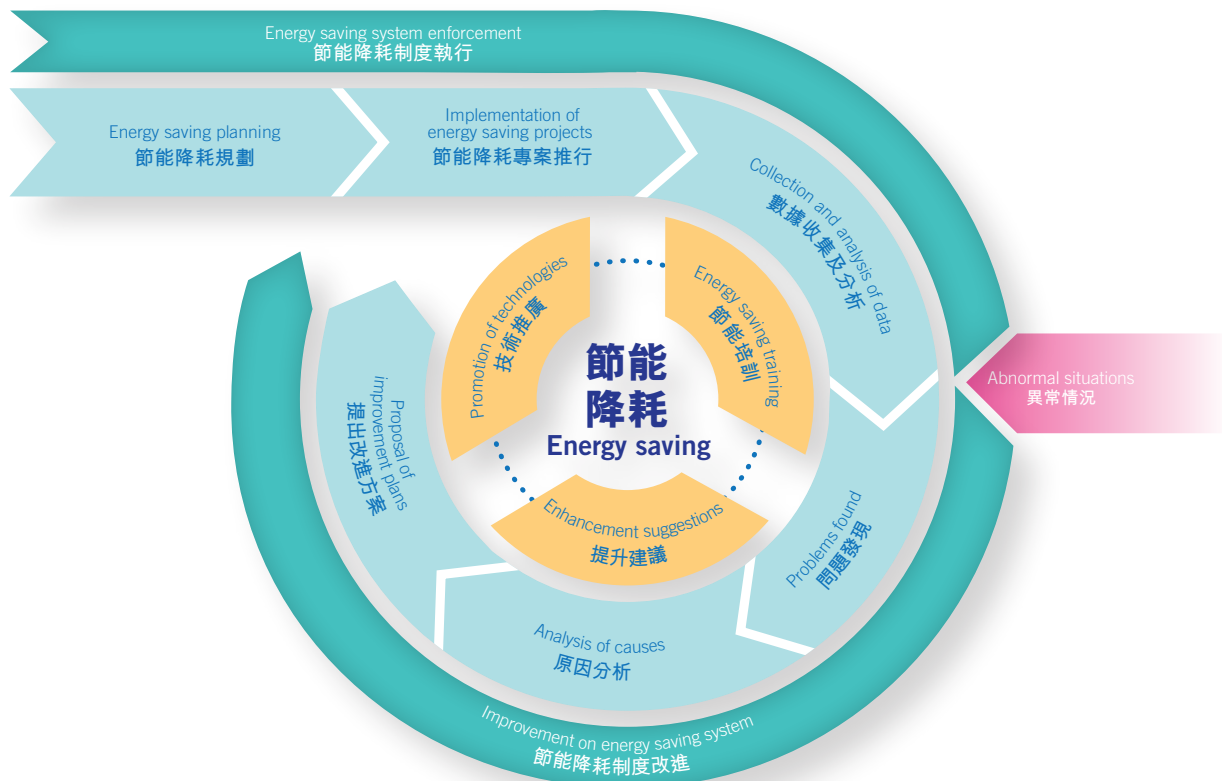 Energy saving system enforcement
節能降耗制度執行
Energy saving planning
節能降耗規劃
Implementation of
energy saving projects
節能降耗專案推行
Collection and analysis of data
數據收集及分析
Abnormal situations
異常情況
Problems found
問題發現
Analysis of causes
原因分析
Proposal of
improvement plans
提出改進方案
Improvement on energy saving system
節能降耗制度改進
Promotion of technologies
技術推廣
Energy saving training
節能培訓
Enhancement suggestions
提升建議
節能
降耗
Energy saving